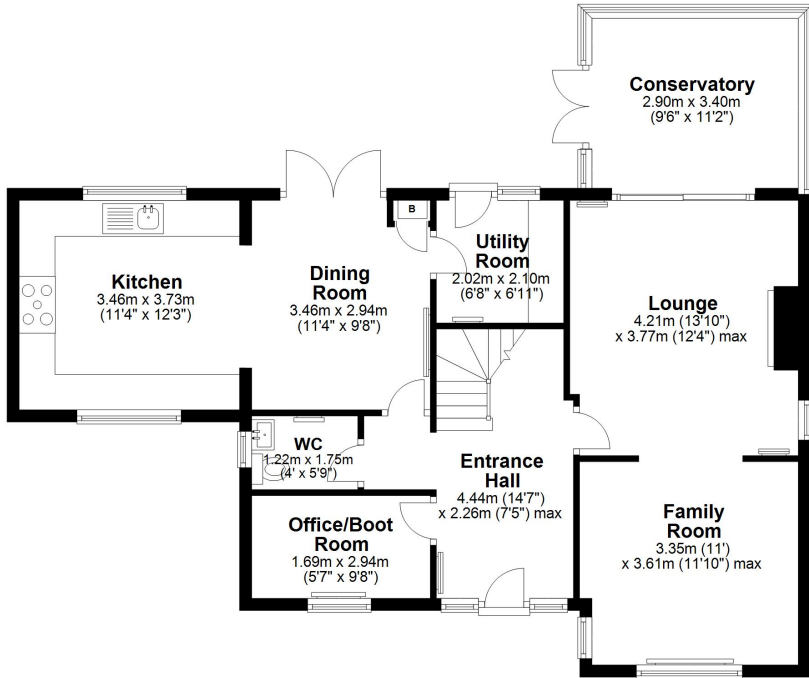 Conservatory
2.90m x 3.40m
(9'6" x 11'2")
B
Kitchen
3.46m x 3.73m
(11'4" x 12'3")
Dining
Room
3.46m x 2.94m
(11'4" x 9'8")
Utility
Room
2.02m x 2.10m
(6'8" x 6'11")
Lounge
4.21m (13'10")
x 3.77m (12'4") max
WC
1.22m x 1.75m
(4' x 5'9")
Entrance
Hall
4.44m (14'7")
x 2.26m (7'5") max
Office/Boot
Room
1.69m x 2.94m
(5'7" x 9'8")
Family
Room
3.35m (11')
x 3.61m (11'10") max